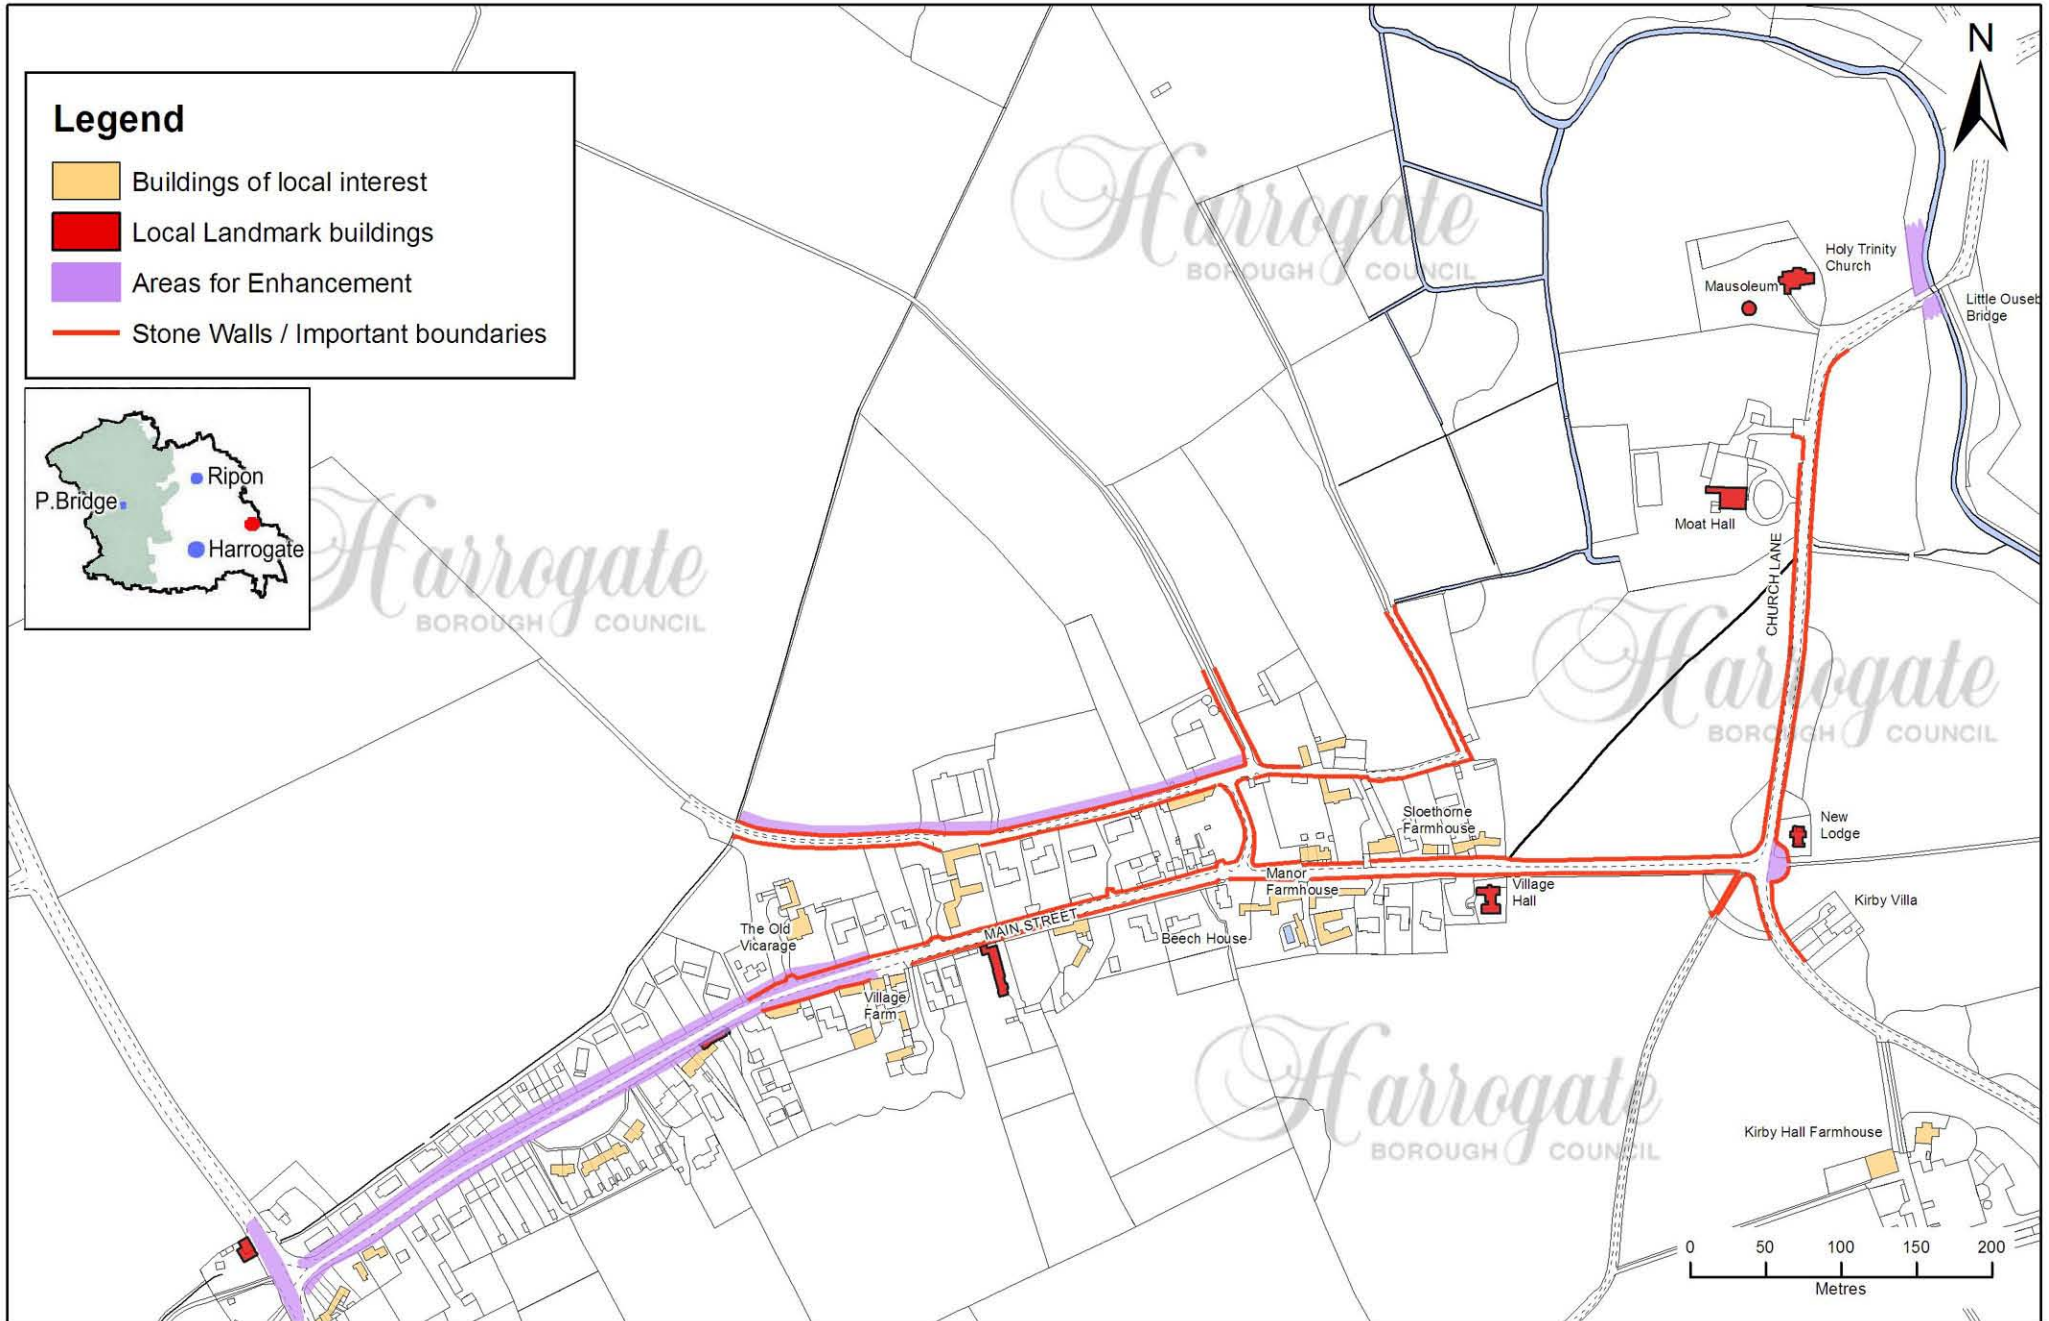 Legend
Buildings of local interest
Local Landmark buildings
Areas for Enhancement
Stone Walls / Important boundaries
Ripon
P.Bridge
Harrogate
N
Harrogate
BOROUGH COUNCIL
Harrogate
BOROUGH COUNCIL
Harrogate
BOROUGH COUNCIL
Harrogate
BOROUGH COUNCIL
Holy Trinity
Church
Mausoleum
Little Ouseb
Bridge
Moat Hall
CHURCH LANE
New
Lodge
Sloethorne
Farmhouse
Manor
Farmhouse
Village
Hall
Kirby Villa
MAIN STREET
Beech House
The Old
Vicarage
Village
Farm
Kirby Hall Farmhouse
0 50 100 150 200
Metres